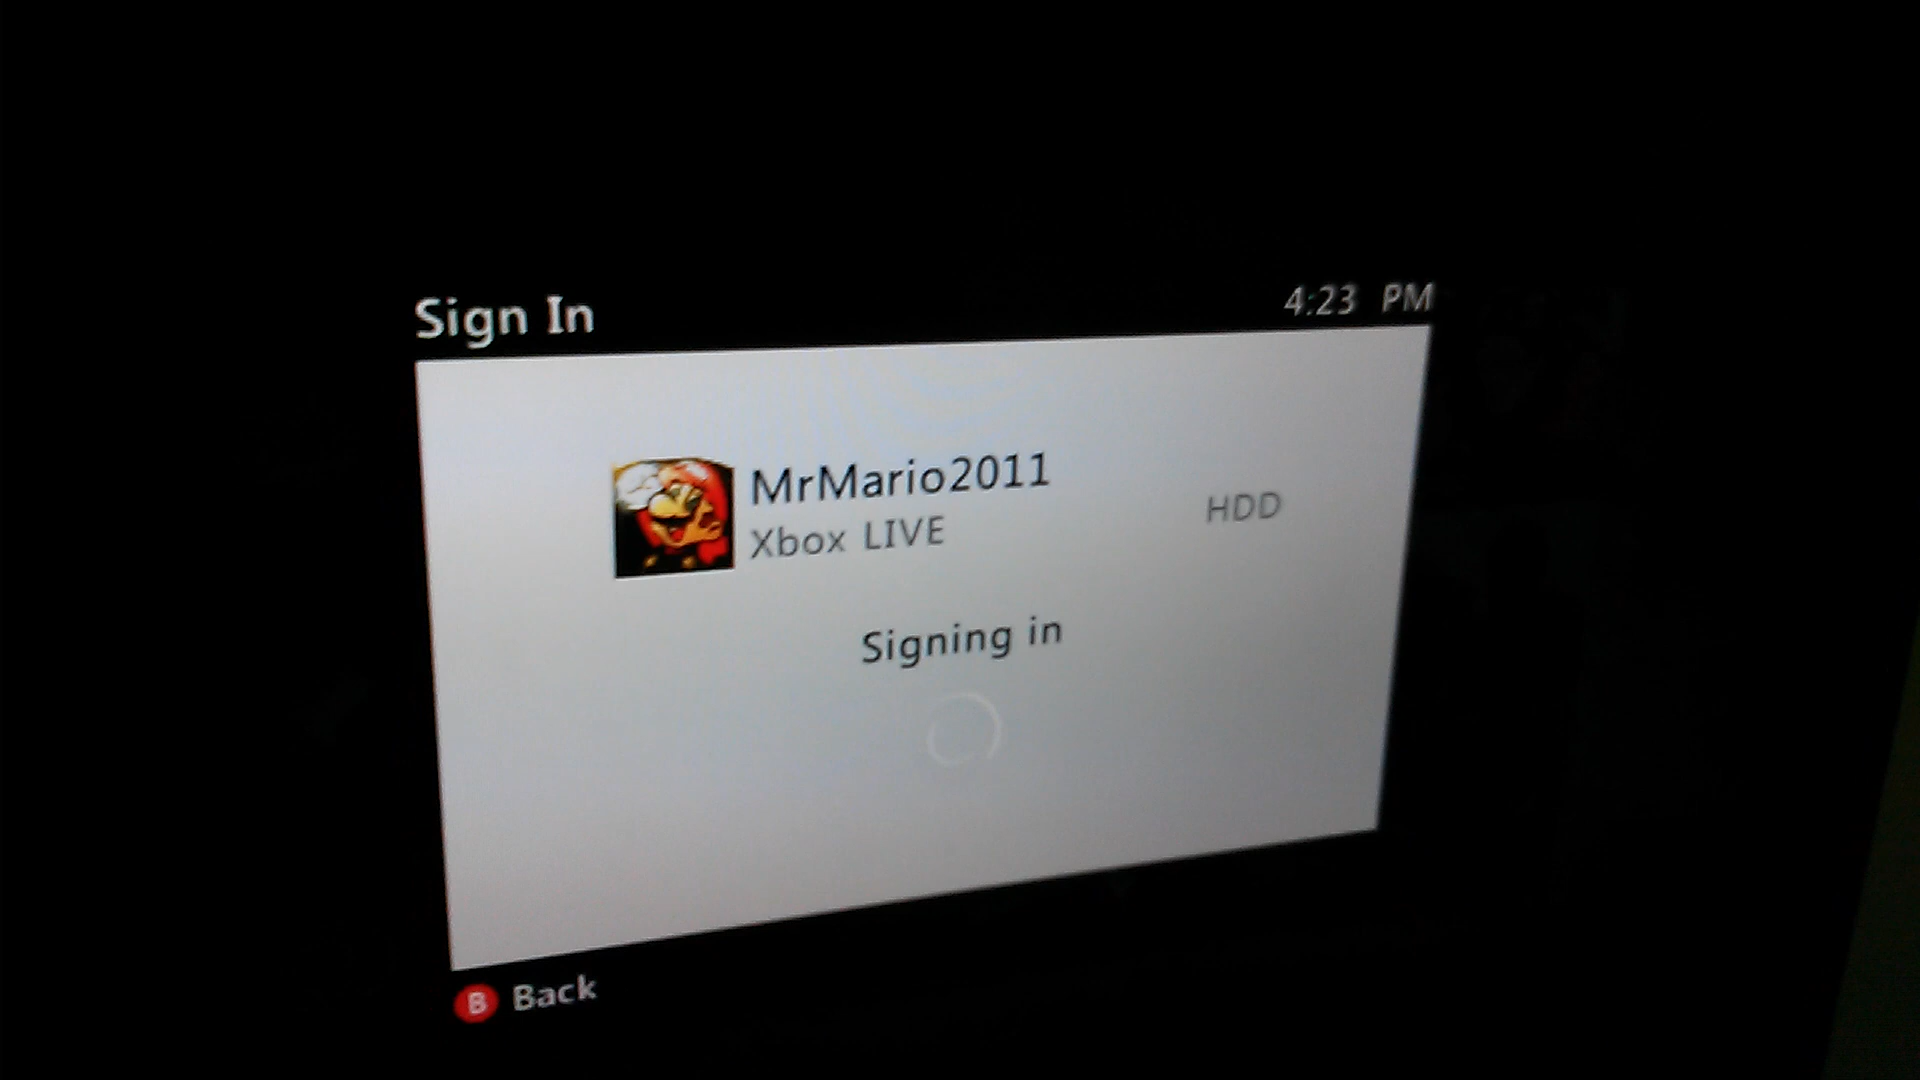 Sign In
4:23 PM
MrMario2011
Xbox LIVE
HDD
Signing in
B Back